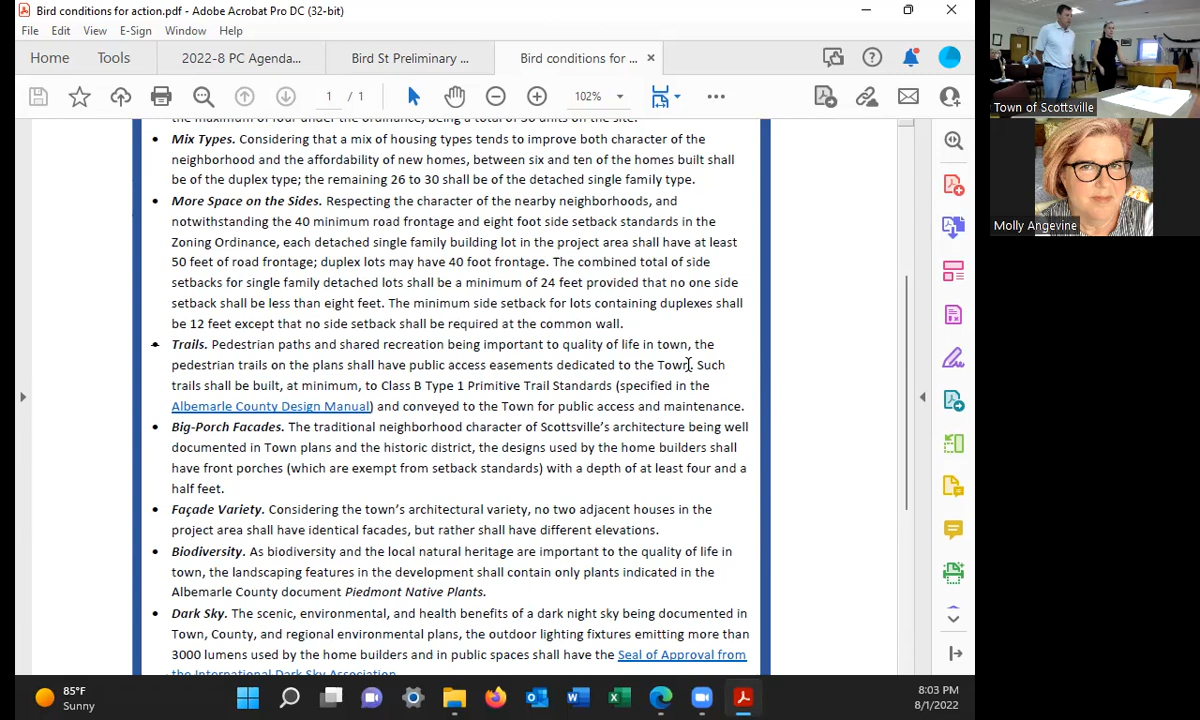 Bird conditions for action.pdf - Adobe Acrobat Pro DC (32-bit)
File Edit View E-Sign Window Help
Home Tools 2022-8 PC Agenda... Bird St Preliminary ... Bird conditions for ...
1 / 1 102%
the maximum of four under the ordinance, being a total of 36 units on the site.
Mix Types. Considering that a mix of housing types tends to improve both character of the
neighborhood and the affordability of new homes, between six and ten of the homes built shall
be of the duplex type; the remaining 26 to 30 shall be of the detached single family type.
More Space on the Sides. Respecting the character of the nearby neighborhoods, and
notwithstanding the 40 minimum road frontage and eight foot side setback standards in the
Zoning Ordinance, each detached single family building lot in the project area shall have at least
50 feet of road frontage; duplex lots may have 40 foot frontage. The combined total of side
setbacks for single family detached lots shall be a minimum of 24 feet provided that no one side
setback shall be less than eight feet. The minimum side setback for lots containing duplexes shall
be 12 feet except that no side setback shall be required at the common wall.
Trails. Pedestrian paths and shared recreation being important to quality of life in town, the
pedestrian trails on the plans shall have public access easements dedicated to the Town. Such
trails shall be built, at minimum, to Class B Type 1 Primitive Trail Standards (specified in the
Albemarle County Design Manual) and conveyed to the Town for public access and maintenance.
Big-Porch Facades. The traditional neighborhood character of Scottsville's architecture being well
documented in Town plans and the historic district, the designs used by the home builders shall
have front porches (which are exempt from setback standards) with a depth of at least four and a
half feet.
Façade Variety. Considering the town's architectural variety, no two adjacent houses in the
project area shall have identical facades, but rather shall have different elevations.
Biodiversity. As biodiversity and the local natural heritage are important to the quality of life in
town, the landscaping features in the development shall contain only plants indicated in the
Albemarle County document Piedmont Native Plants.
Dark Sky. The scenic, environmental, and health benefits of a dark night sky being documented in
Town, County, and regional environmental plans, the outdoor lighting fixtures emitting more than
3000 lumens used by the home builders and in public spaces shall have the Seal of Approval from
the International Dark Sky Association.
Town of Scottsville
Molly Angevine
85°F
Sunny
8:03 PM
8/1/2022